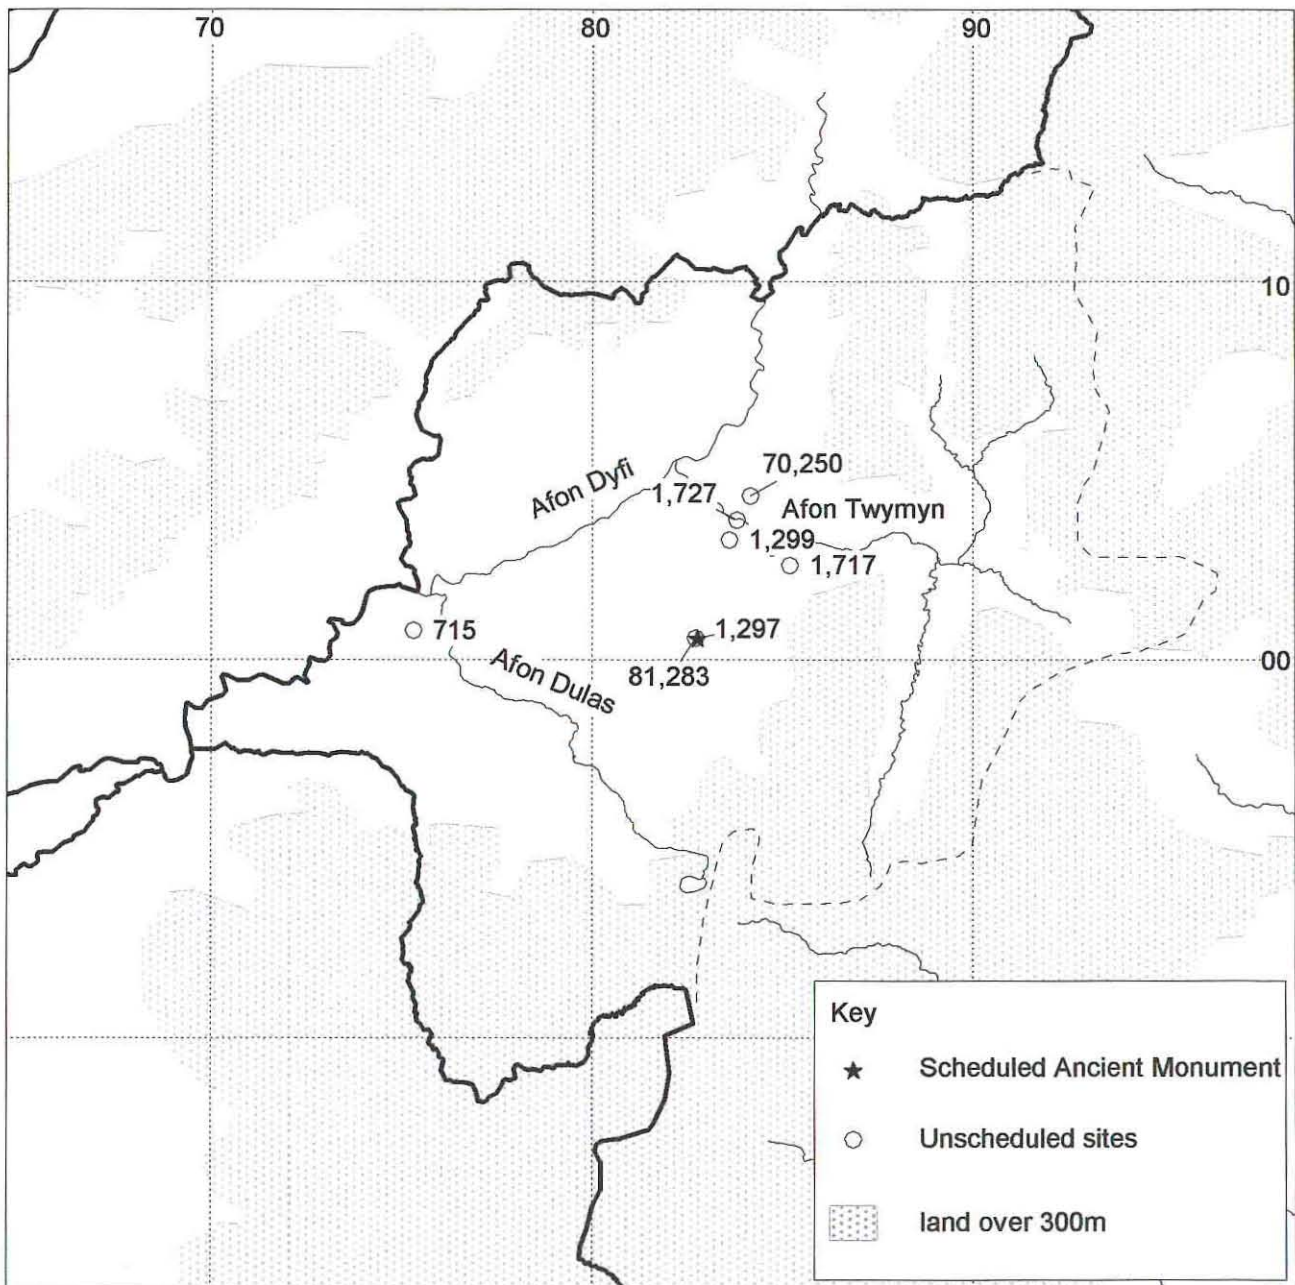 70
80
90
10
70,250
Afon Dyfi
1,727
Afon Twymyn
1,299
1,717
715
1,297
Afon Dulas
81,283
00
Key
Scheduled Ancient Monument
Unscheduled sites
land over 300m